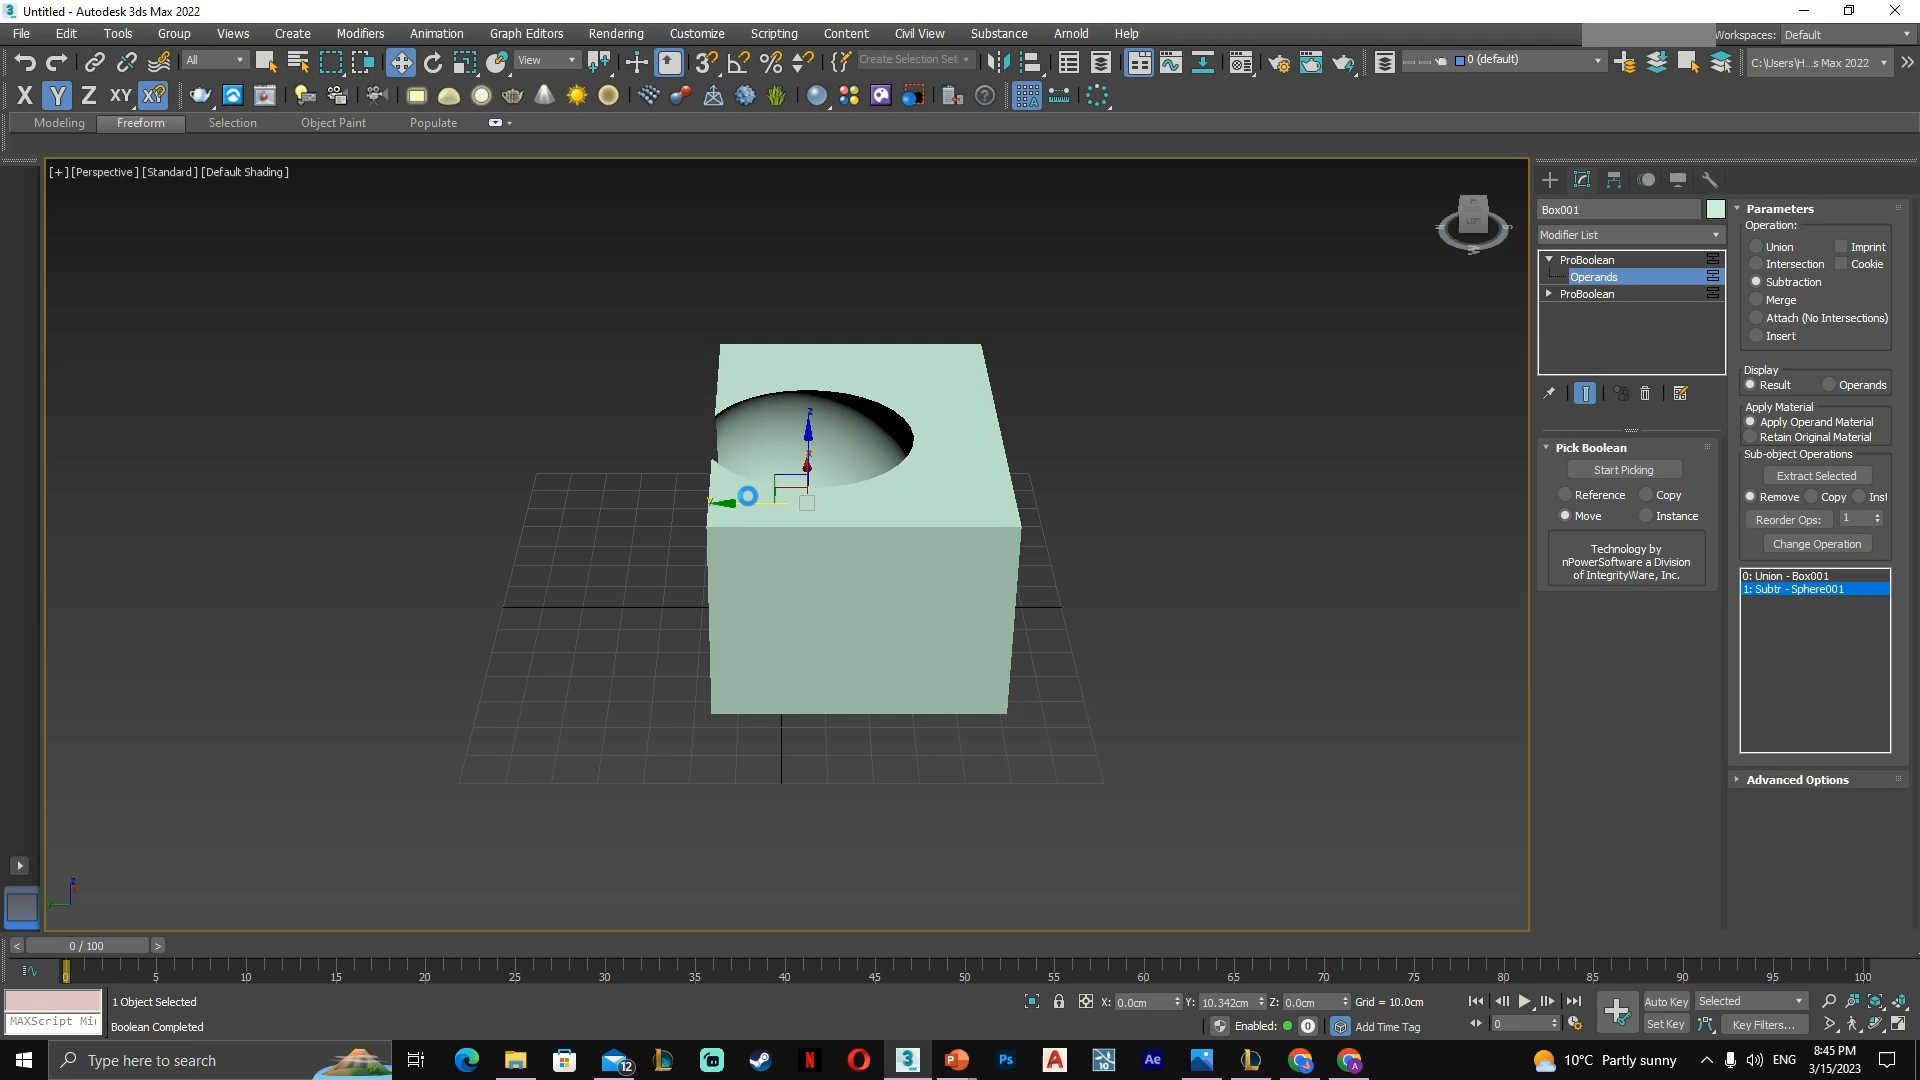 Untitled - Autodesk 3ds Max 2022
File Edit Tools Group Views Create Modifiers Animation Graph Editors Rendering Customize Scripting Content Civil View Substance Arnold Help Workspaces: Default
All View Create Selection Set 0 (default) C:\Users\H...s Max 2022
X Y Z XY XY
Modeling Freeform Selection Object Paint Populate
[+] [Perspective] [Standard] [Default Shading]
Box001
Modifier List
ProBoolean
Operands
ProBoolean
Pick Boolean
Start Picking
Reference Copy
Move Instance
Technology by
nPowerSoftware a Division
of IntegrityWare, Inc.
Parameters
Operation:
Union Imprint
Intersection Cookie
Subtraction
Merge
Attach (No Intersections)
Insert
Display
Result Operands
Apply Material
Apply Operand Material
Retain Original Material
Sub-object Operations
Extract Selected
Remove Copy Inst
Reorder Ops: 1
Change Operation
0: Union - Box001
1: Subtr - Sphere001
Advanced Options
LEFT
z
x
y
z
0 / 100
0 5 10 15 20 25 30 35 40 45 50 55 60 65 70 75 80 85 90 95 100
1 Object Selected X: 0.0cm Y: 10.342cm Z: 0.0cm Grid = 10.0cm Auto Key Selected
MAXScript Mi
Boolean Completed Enabled: 0 Add Time Tag 0 Set Key Key Filters...
Type here to search 12 10°C Partly sunny ENG 8:45 PM
3/15/2023